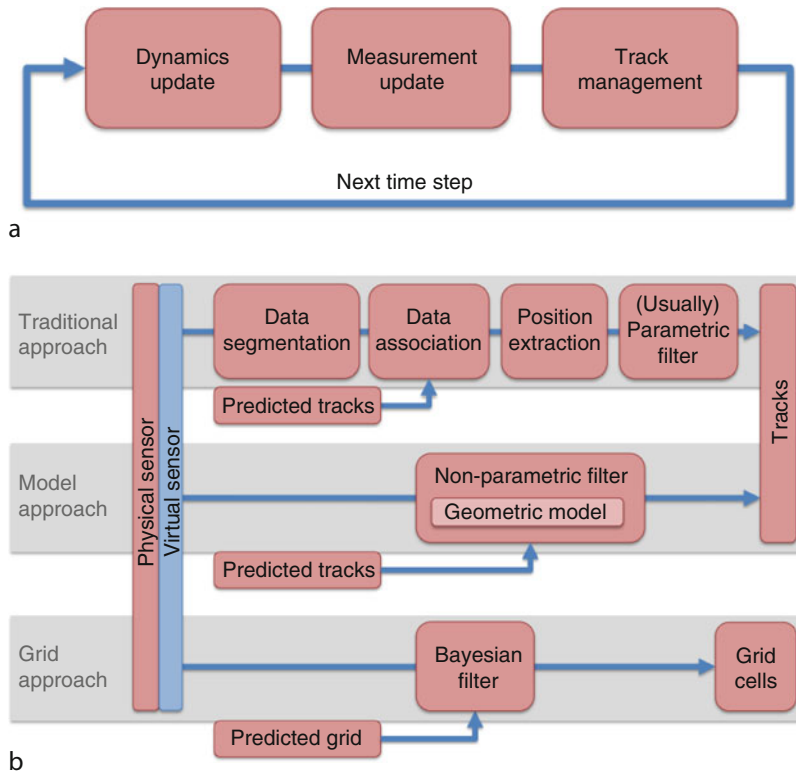 Dynamics
update
Measurement
update
Track
management
Next time step
a
Traditional
approach
Physical sensor
Virtual sensor
Data
segmentation
Data
association
Position
extraction
(Usually)
Parametric
filter
Tracks
Predicted tracks
Model
approach
Non-parametric filter
Geometric model
Predicted tracks
Grid
approach
Bayesian
filter
Grid
cells
Predicted grid
b